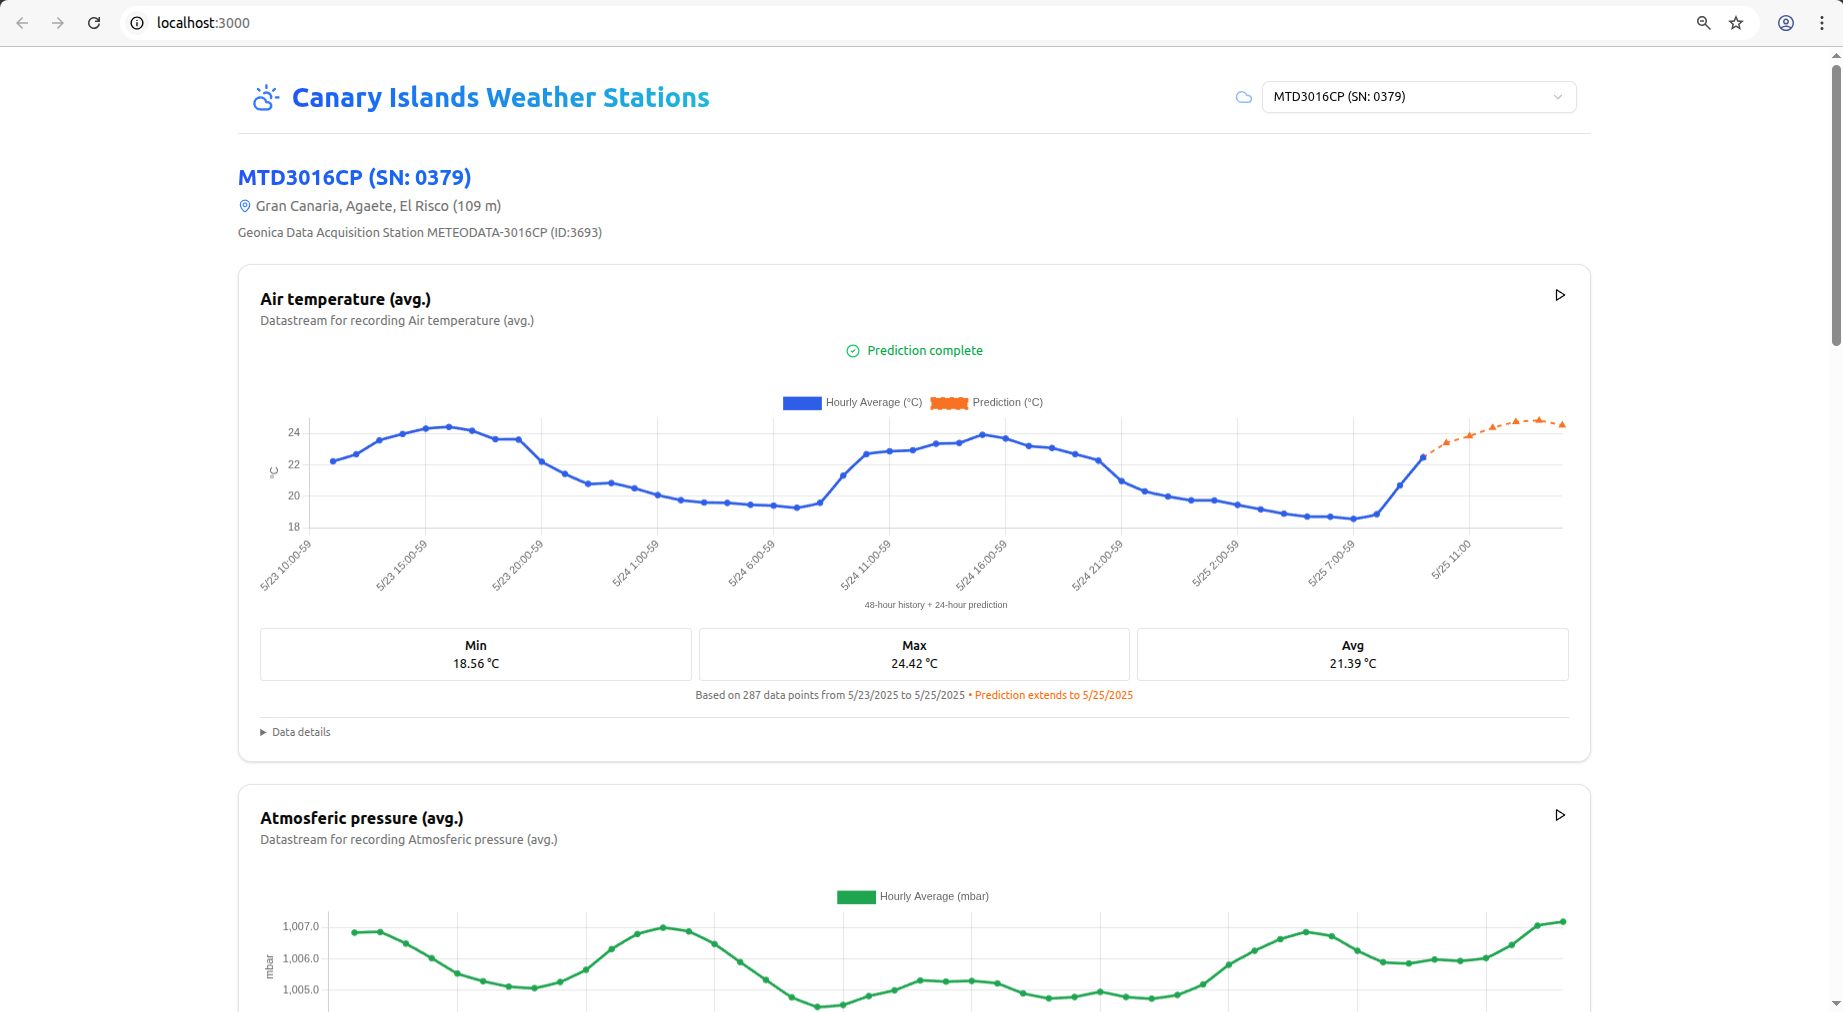 localhost:3000
Canary Islands Weather Stations
MTD3016CP (SN: 0379)
MTD3016CP (SN: 0379)
Gran Canaria, Agaete, El Risco (109 m)
Geonica Data Acquisition Station METEODATA-3016CP (ID:3693)
Air temperature (avg.)
Datastream for recording Air temperature (avg.)
Prediction complete
Hourly Average (°C) Prediction (°C)
24
22
20
18
°C
5/23 10:00-59 5/23 15:00-59 5/23 20:00-59 5/24 1:00-59 5/24 6:00-59 5/24 11:00-59 5/24 16:00-59 5/24 21:00-59 5/25 2:00-59 5/25 7:00-59 5/25 11:00
48-hour history + 24-hour prediction
Min Max Avg
18.56 °C 24.42 °C 21.39 °C
Based on 287 data points from 5/23/2025 to 5/25/2025 • Prediction extends to 5/25/2025
Data details
Atmosferic pressure (avg.)
Datastream for recording Atmosferic pressure (avg.)
Hourly Average (mbar)
1,007.0
1,006.0
1,005.0
mbar